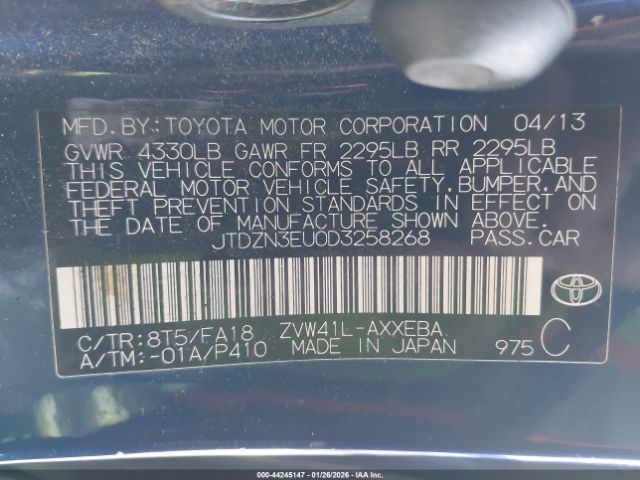 MFD.BY:TOYOTA MOTOR CORPORATION 04/13
GVWR 4330LB GAWR FR 2295LB RR 2295LB
THIS VEHICLE CONFORMS TO ALL APPLICABLE
FEDERAL MOTOR VEHICLE SAFETY.BUMPER.AND
THEFT PREVENTION STANDARDS IN EFFECT ON
THE DATE OF MANUFACTURE SHOWN ABOVE.
JTDZN3EU0D3258268 PASS.CAR
C/TR:8T5/FA18 ZVW41L-AXXEBA
A/TM:-01A/P410 MADE IN JAPAN 975 C
000-44245147 | 01/26/2026 | IAAI, Inc.